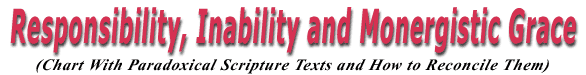 Responsibility, Inability and Monergistic Grace
(Chart With Paradoxical Scripture Texts and How to Reconcile Them)